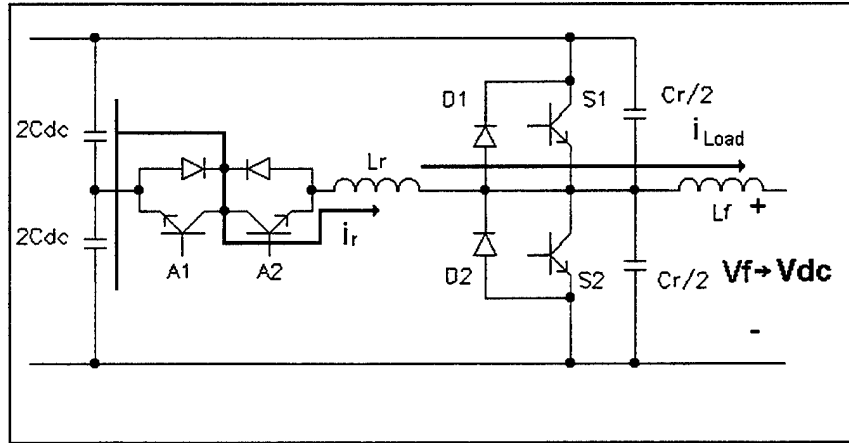 D1
S1
Cr/2
2Cdc
iLoad
Lr
Lf
+
2Cdc
ir
A1
A2
D2
S2
Cr/2
Vf→Vdc
-